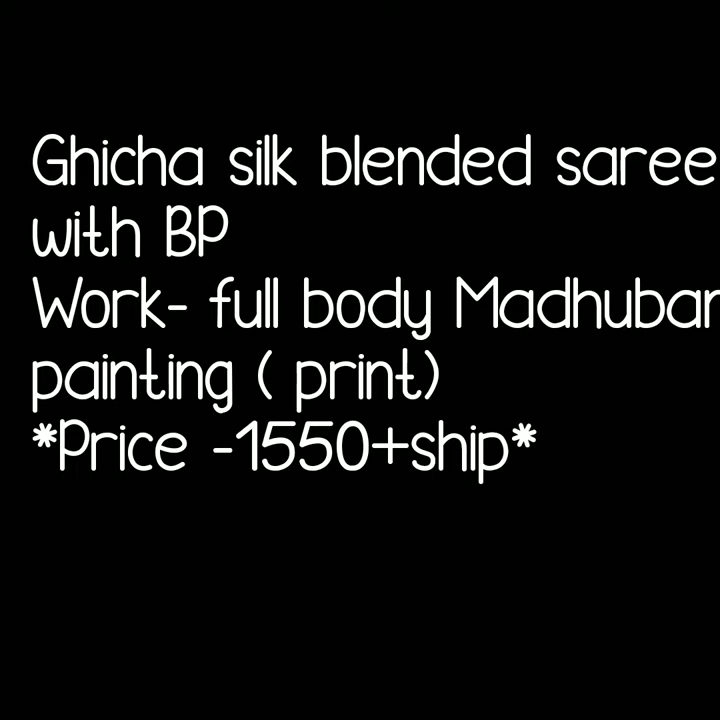 Ghicha silk blended saree
with BP
Work- full body Madhuban
painting ( print)
*Price -1550+ship*